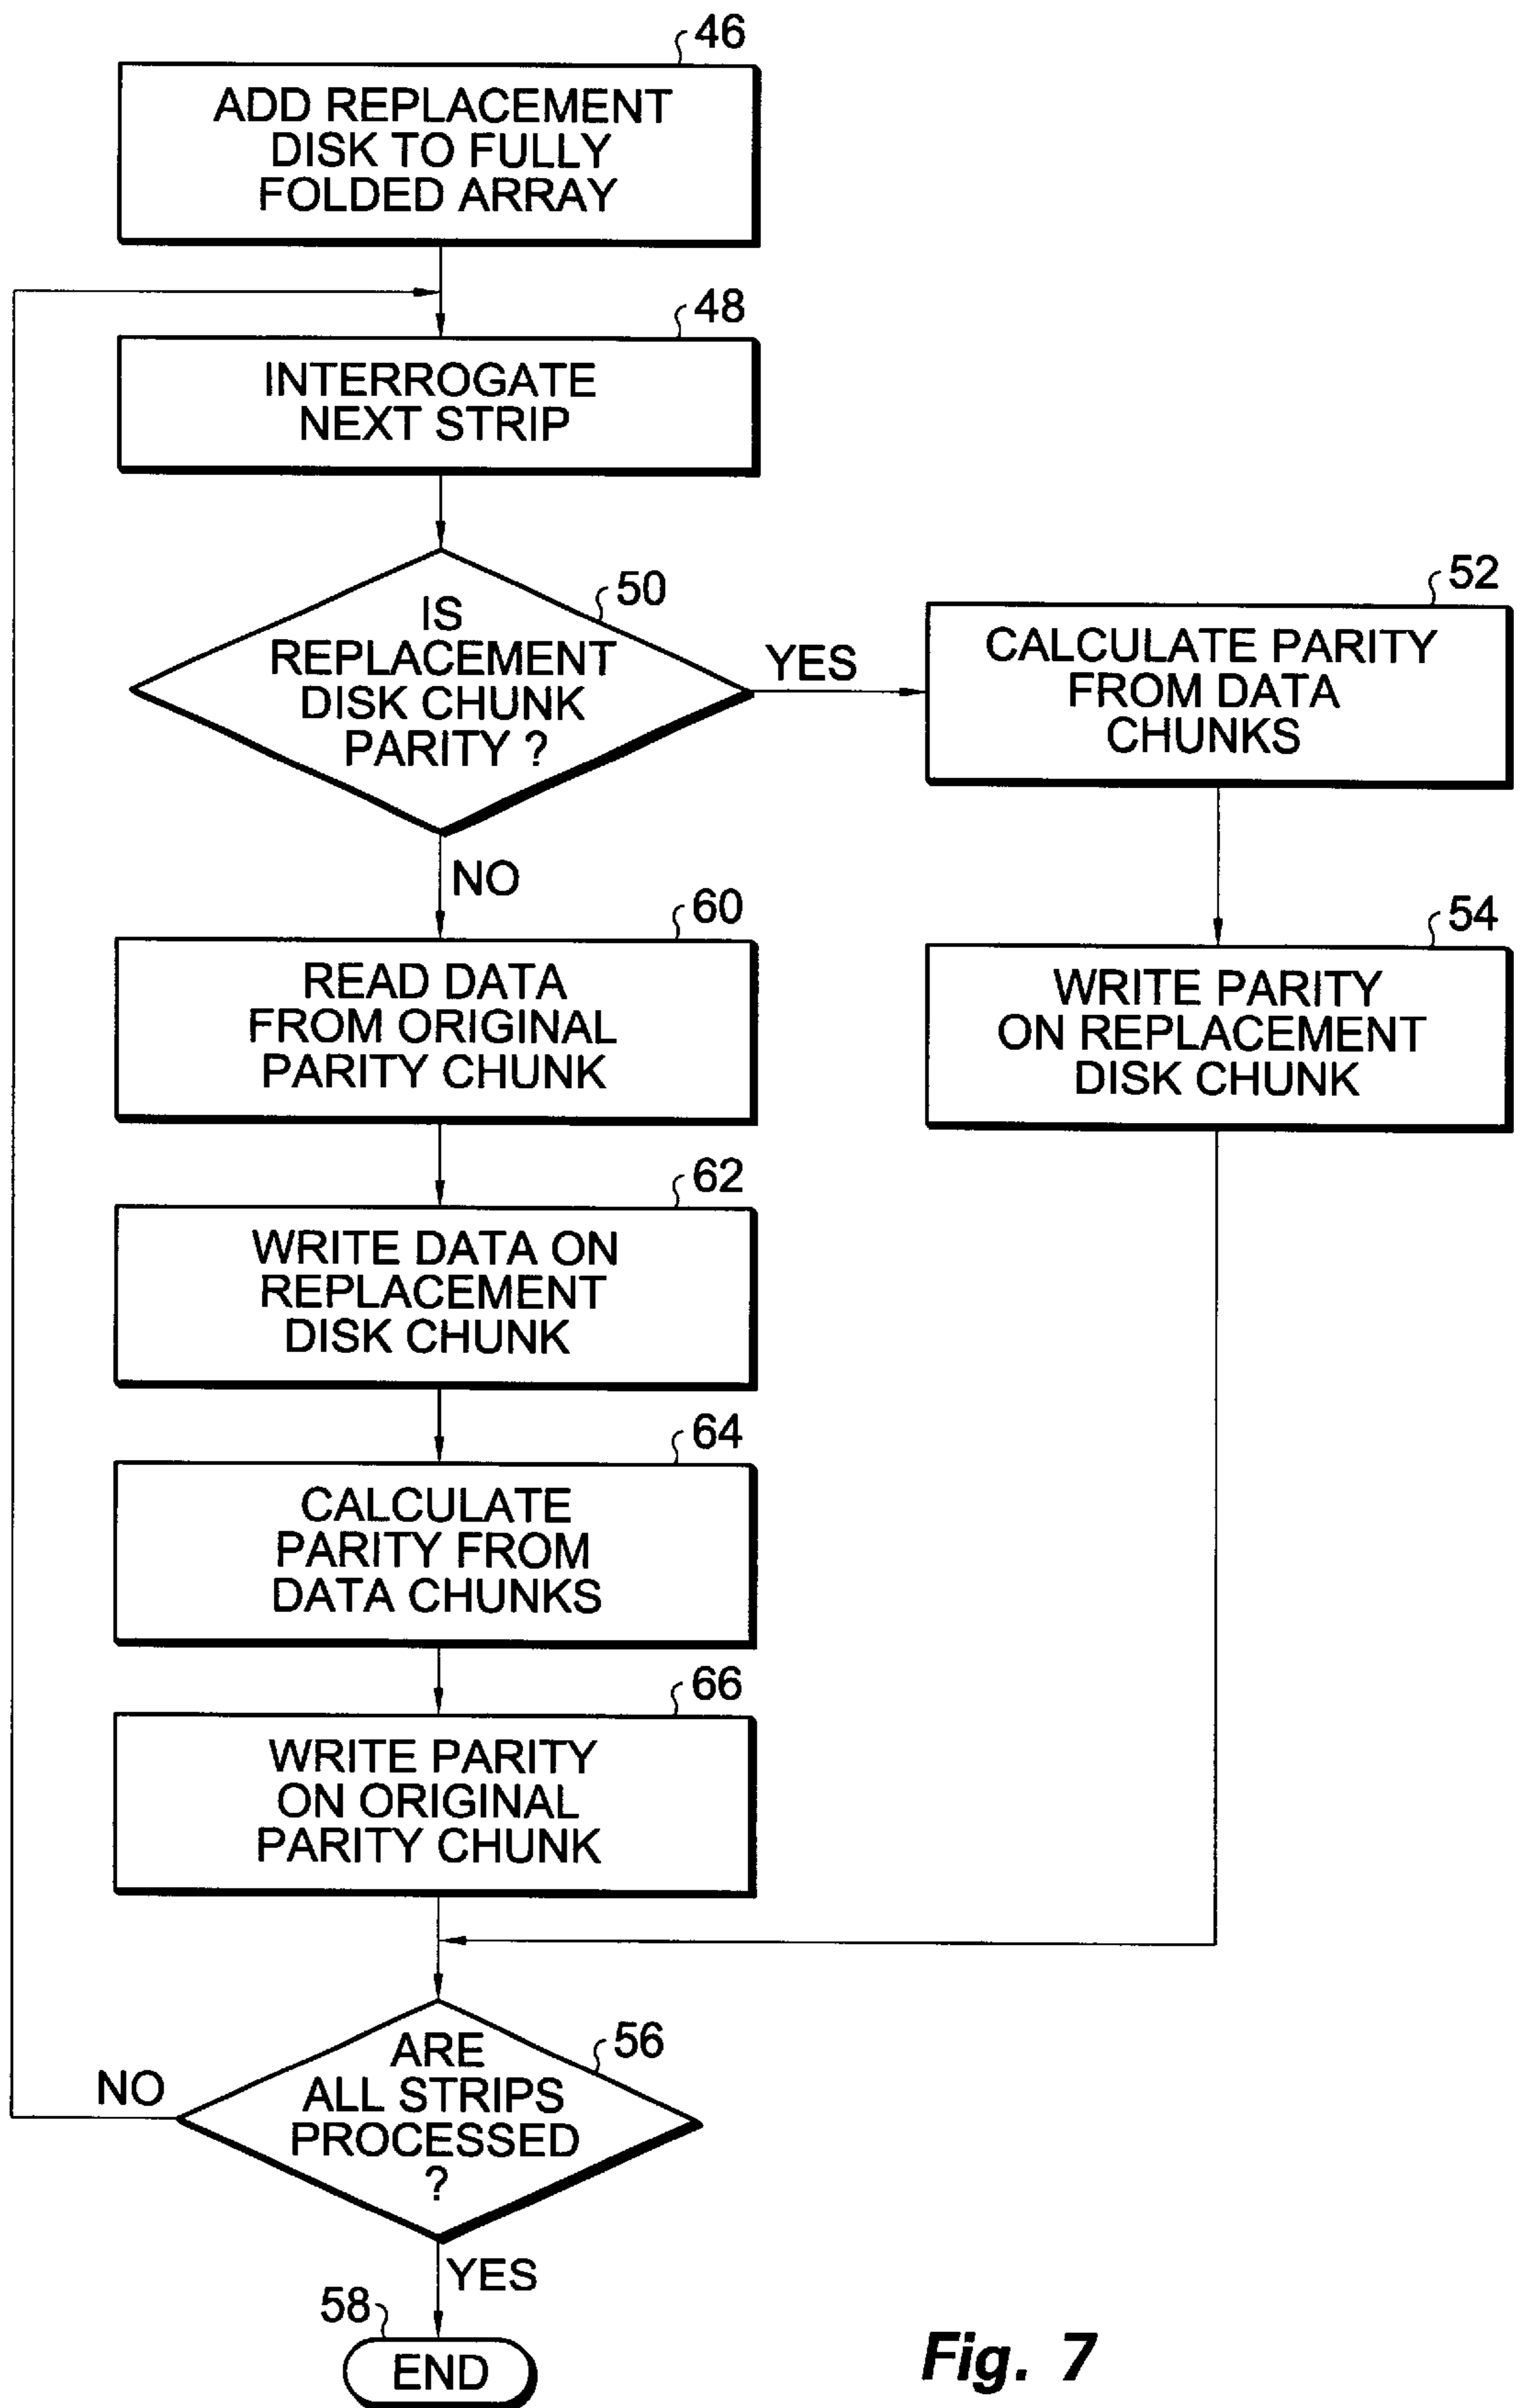 46
ADD REPLACEMENT
DISK TO FULLY
FOLDED ARRAY
48
INTERROGATE
NEXT STRIP
50
IS
REPLACEMENT
DISK CHUNK
PARITY ?
YES
52
CALCULATE PARITY
FROM DATA
CHUNKS
NO
54
WRITE PARITY
ON REPLACEMENT
DISK CHUNK
60
READ DATA
FROM ORIGINAL
PARITY CHUNK
62
WRITE DATA ON
REPLACEMENT
DISK CHUNK
64
CALCULATE
PARITY FROM
DATA CHUNKS
66
WRITE PARITY
ON ORIGINAL
PARITY CHUNK
56
ARE
ALL STRIPS
PROCESSED
?
NO
YES
58
END
Fig. 7